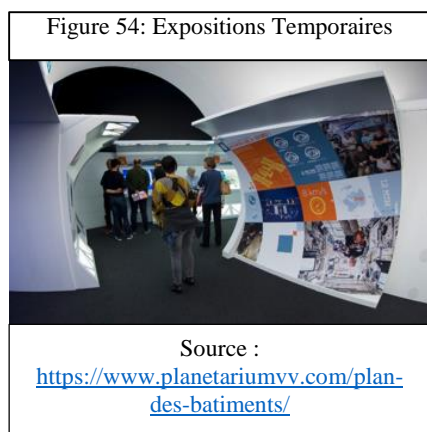 Figure 54: Expositions Temporaires
Source :
https://www.planetariumvv.com/plan-
des-batiments/